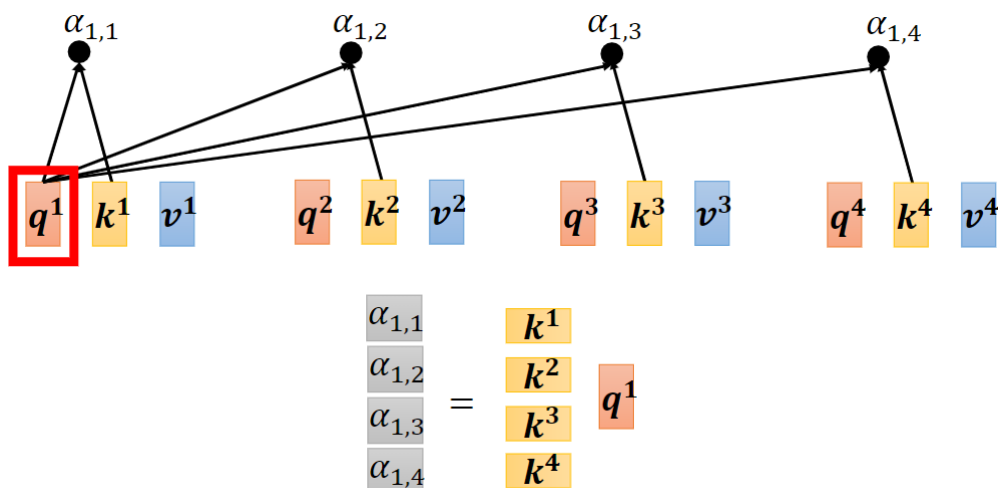 α1,1 α1,2 α1,3 α1,4
q¹ k¹ v¹ q² k² v² q³ k³ v³ q⁴ k⁴ v⁴
α1,1 k¹
α1,2 k²
= q¹
α1,3 k³
α1,4 k⁴